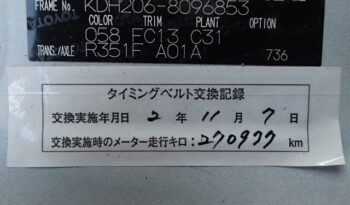 FRAME NO. KDH206-8096853
COLOR TRIM PLANT OPTION
058 FC13 C31
TRANS./AXLE R351F A01A 736
タイミングベルト交換記録
交換実施年月日 2 年 11 月 7 日
交換実施時のメーター走行キロ: 270977 km